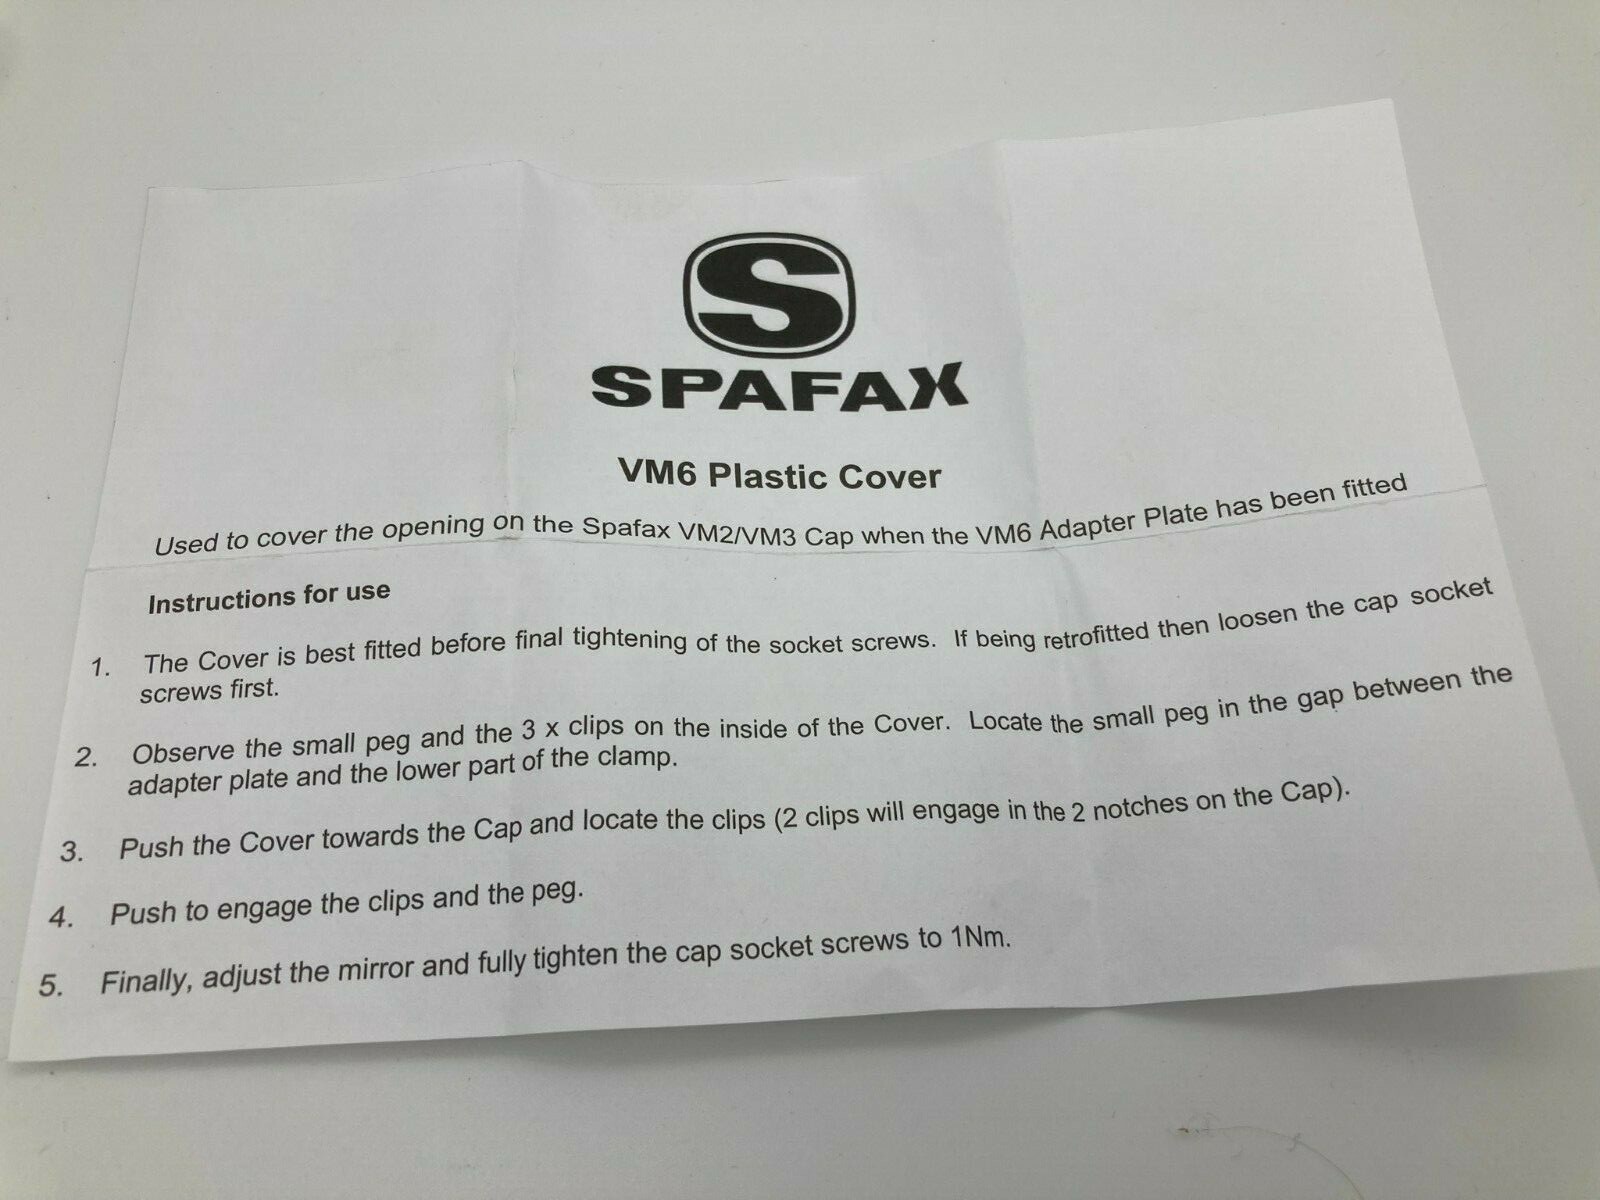 S
SPAFAX
VM6 Plastic Cover
Used to cover the opening on the Spafax VM2/VM3 Cap when the VM6 Adapter Plate has been fitted
Instructions for use
1. The Cover is best fitted before final tightening of the socket screws. If being retrofitted then loosen the cap socket
screws first.
2. Observe the small peg and the 3 x clips on the inside of the Cover. Locate the small peg in the gap between the
adapter plate and the lower part of the clamp.
3. Push the Cover towards the Cap and locate the clips (2 clips will engage in the 2 notches on the Cap).
4. Push to engage the clips and the peg.
5. Finally, adjust the mirror and fully tighten the cap socket screws to 1Nm.